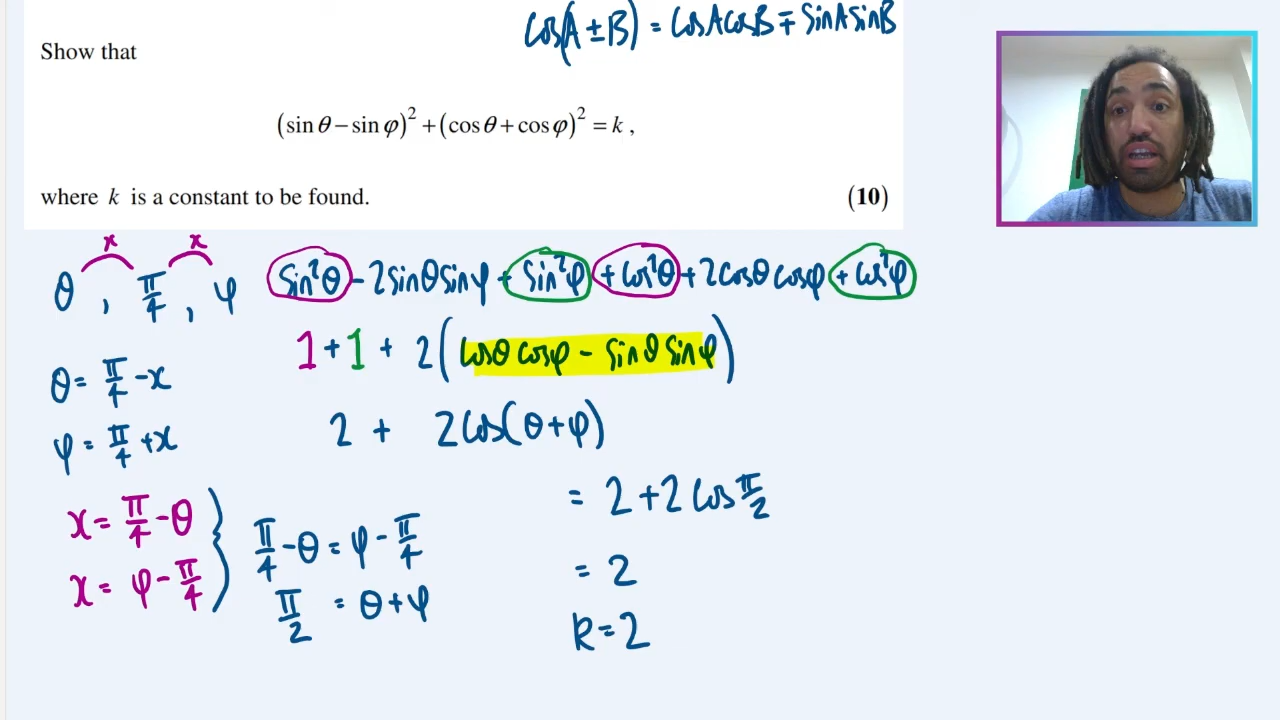 cos(A ± B) = cosAcosB ∓ sinAsinB
Show that
(sin θ − sin φ)² + (cos θ + cos φ)² = k ,
where k is a constant to be found.
(10)
x x
θ , π/4 , φ
θ = π/4 - x
φ = π/4 + x
x = π/4 - θ
x = φ - π/4
π/4 - θ = φ - π/4
π/2 = θ + φ
sin²θ - 2sinθsinφ + sin²φ + cos²θ + 2cosθcosφ + cos²φ
1 + 1 + 2(cosθcosφ - sinθsinφ)
2 + 2cos(θ+φ)
= 2 + 2cos π/2
= 2
k = 2